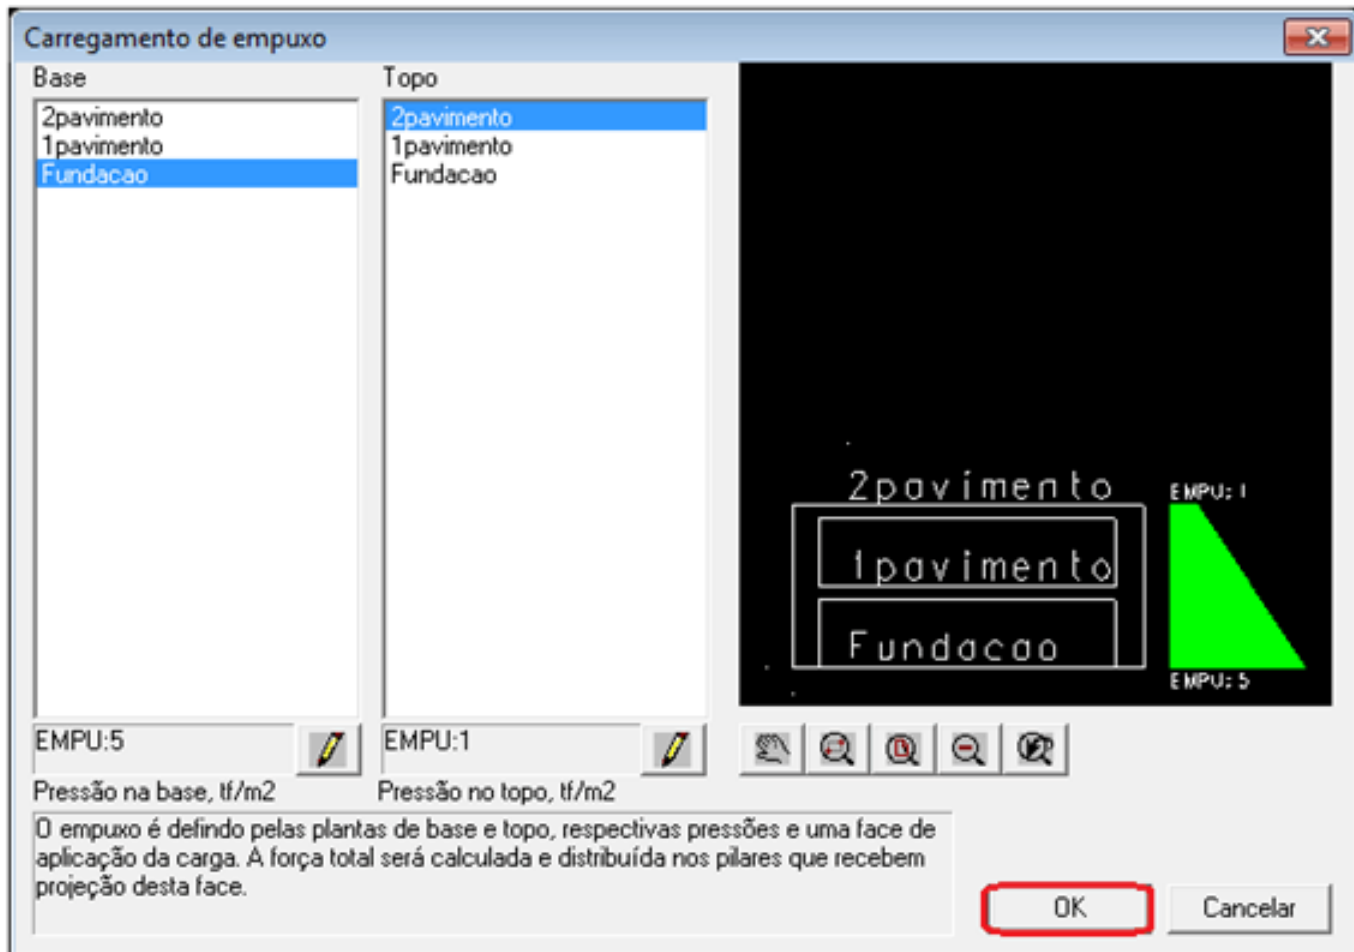 Carregamento de empuxo
Base
Topo
2pavimento
1pavimento
Fundacao
2pavimento
1pavimento
Fundacao
2pavimento
EMPU: 1
1pavimento
Fundacao
EMPU: 5
EMPU:5
EMPU:1
Pressão na base, tf/m2
Pressão no topo, tf/m2
O empuxo é defindo pelas plantas de base e topo, respectivas pressões e uma face de
aplicação da carga. A força total será calculada e distribuída nos pilares que recebem
projeção desta face.
OK
Cancelar